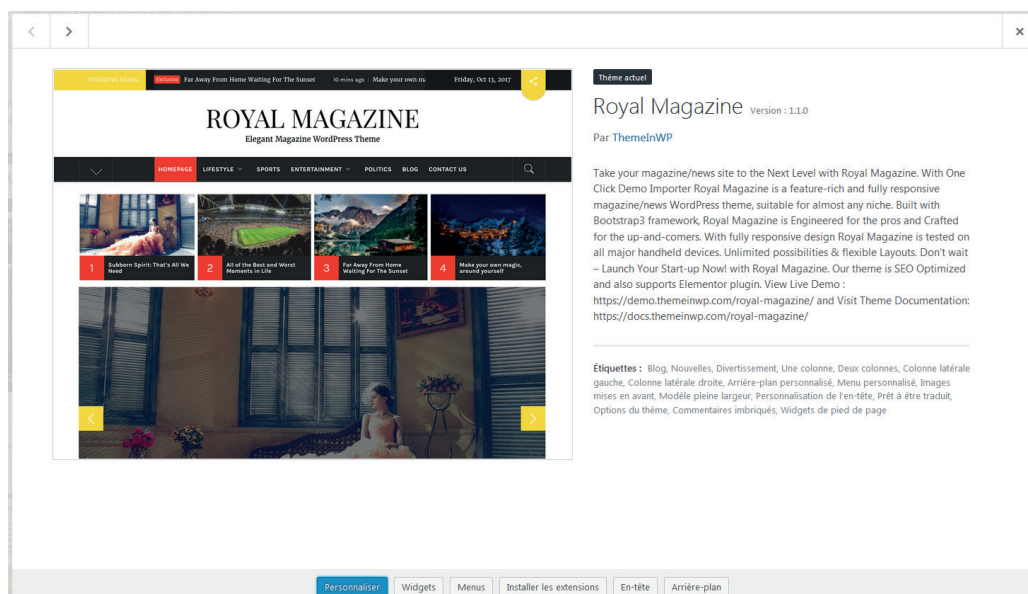 TRENDING NEWS Exclusive Far Away From Home Waiting For The Sunset 10 mins ago Make your own m Friday, Oct 13, 2017
ROYAL MAGAZINE
Elegant Magazine WordPress Theme
HOMEPAGE LIFESTYLE SPORTS ENTERTAINMENT POLITICS BLOG CONTACT US
1 Subborn Spirit: That's All We
Need
2 All of the Best and Worst
Moments in Life
3 Far Away From Home
Waiting For The Sunset
4 Make your own magic,
around yourself
Thème actuel
Royal Magazine Version : 1.1.0
Par ThemeInWP
Take your magazine/news site to the Next Level with Royal Magazine. With One
Click Demo Importer Royal Magazine is a feature-rich and fully responsive
magazine/news WordPress theme, suitable for almost any niche. Built with
Bootstrap3 framework, Royal Magazine is Engineered for the pros and Crafted
for the up-and-comers. With fully responsive design Royal Magazine is tested on
all major handheld devices. Unlimited possibilities & flexible Layouts. Don't wait
– Launch Your Start-up Now! with Royal Magazine. Our theme is SEO Optimized
and also supports Elementor plugin. View Live Demo :
https://demo.themeinwp.com/royal-magazine/ and Visit Theme Documentation:
https://docs.themeinwp.com/royal-magazine/
Étiquettes : Blog, Nouvelles, Divertissement, Une colonne, Deux colonnes, Colonne latérale
gauche, Colonne latérale droite, Arrière-plan personnalisé, Menu personnalisé, Images
mises en avant, Modèle pleine largeur, Personnalisation de l'en-tête, Prêt à être traduit,
Options du thème, Commentaires imbriqués, Widgets de pied de page
Personnaliser Widgets Menus Installer les extensions En-tête Arrière-plan